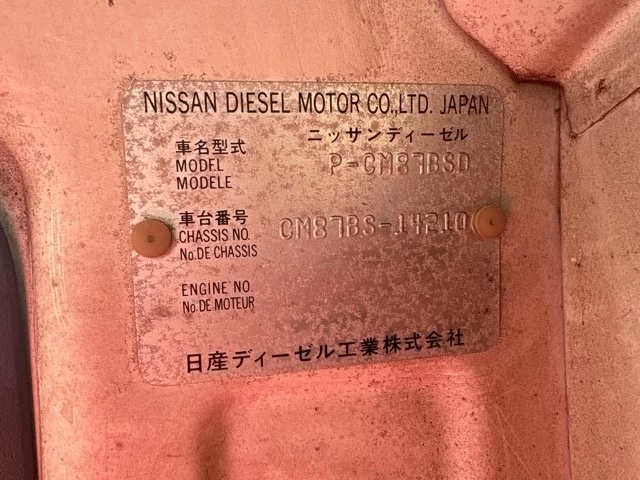 NISSAN DIESEL MOTOR CO.,LTD. JAPAN
ニッサンディーゼル
車名型式
MODEL
MODELE
P-CM87BSD
車台番号
CHASSIS NO.
No.DE CHASSIS
CM87BS-14210
ENGINE NO.
No.DE MOTEUR
日産ディーゼル工業株式会社